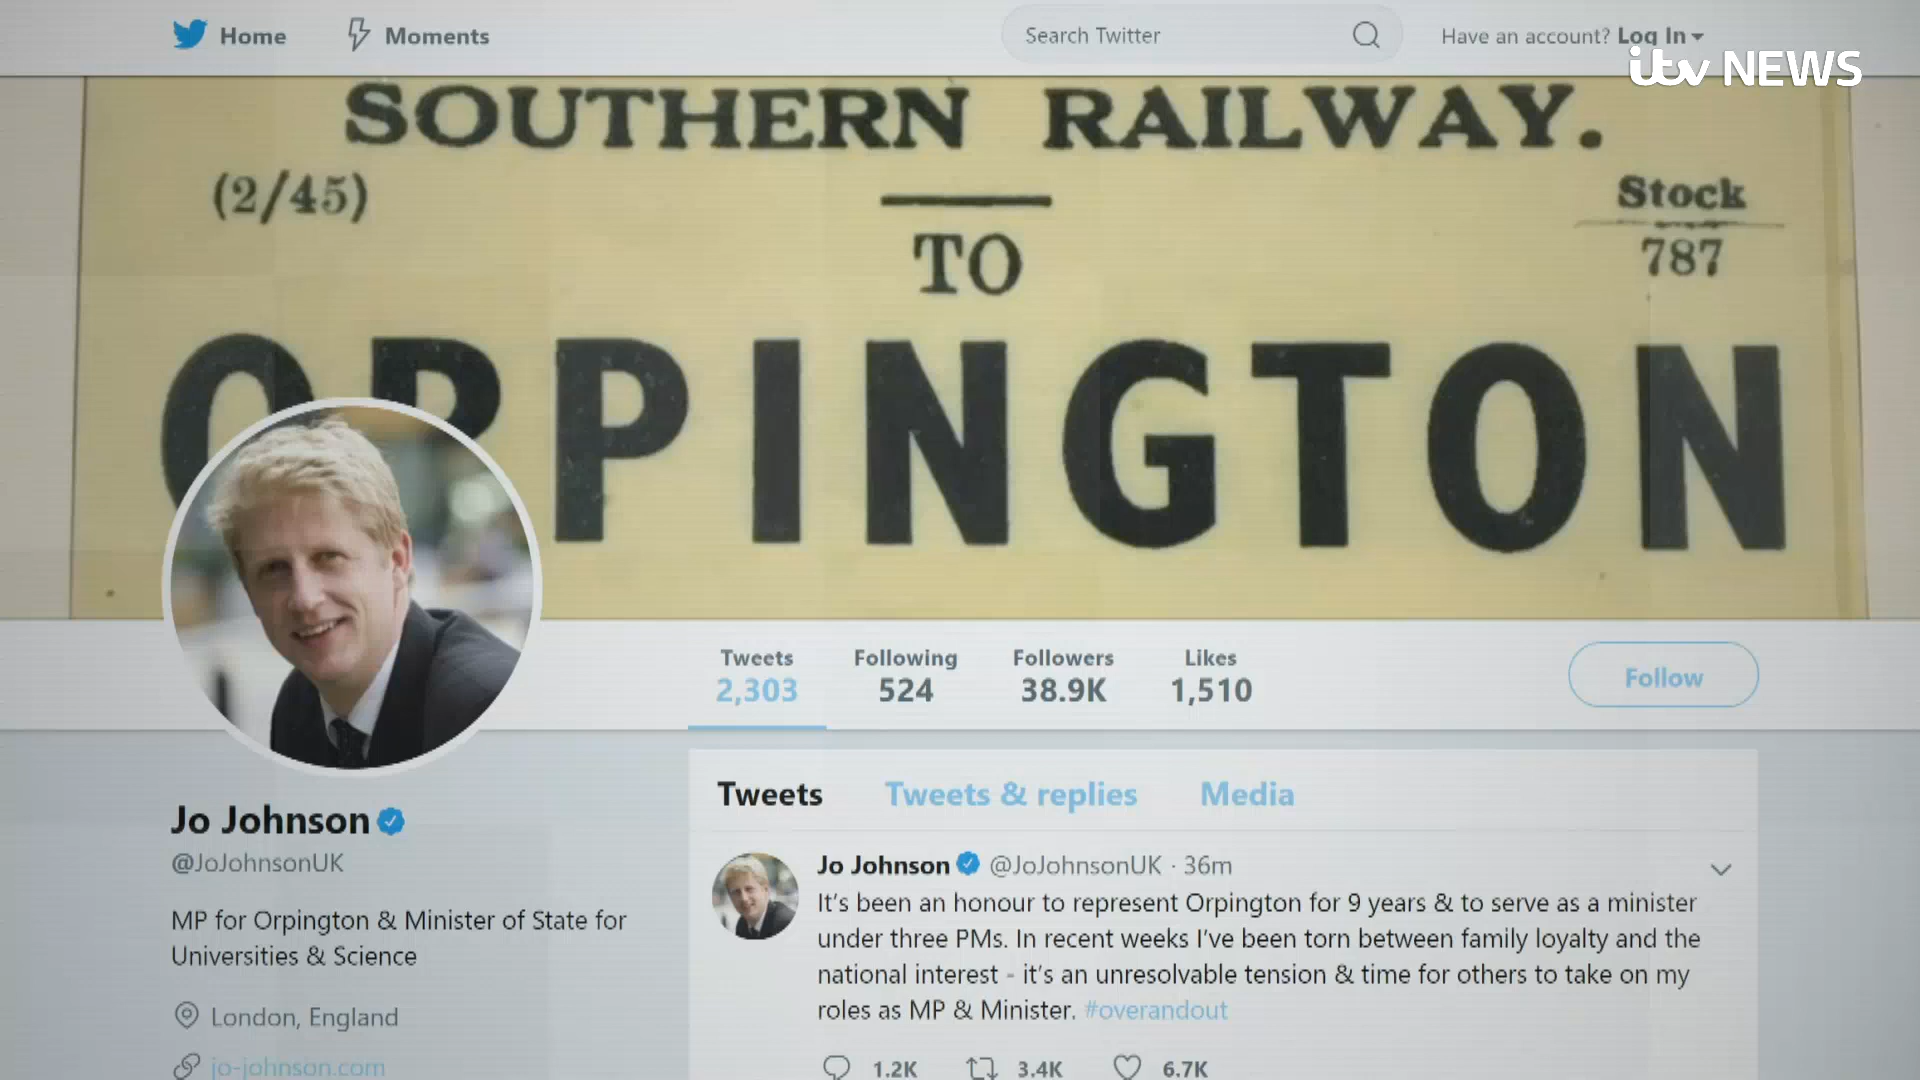 Home
Moments
Search Twitter
Have an account? Log In
itv NEWS
SOUTHERN RAILWAY.
(2/45)
TO
Stock
787
ORPINGTON
Tweets
2,303
Following
524
Followers
38.9K
Likes
1,510
Follow
Jo Johnson
@JoJohnsonUK
MP for Orpington & Minister of State for
Universities & Science
London, England
jo-johnson.com
Tweets
Tweets & replies
Media
Jo Johnson @JoJohnsonUK · 36m
It's been an honour to represent Orpington for 9 years & to serve as a minister
under three PMs. In recent weeks I've been torn between family loyalty and the
national interest - it's an unresolvable tension & time for others to take on my
roles as MP & Minister. #overandout
1.2K
3.4K
6.7K